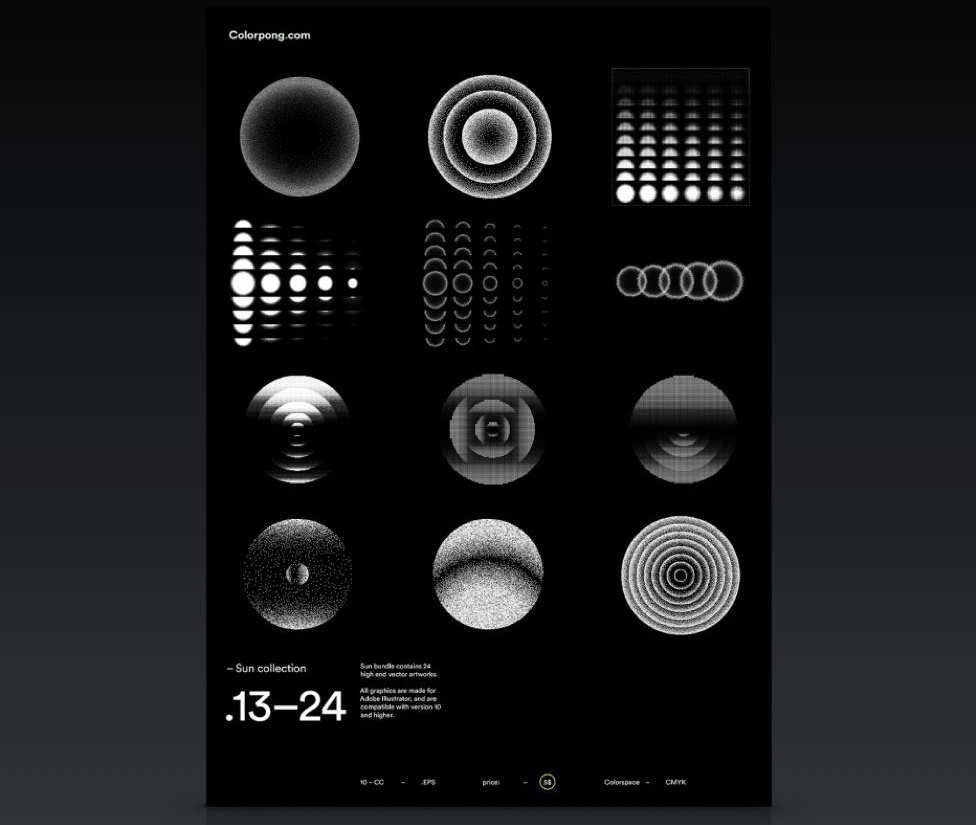 Colorpong.com
– Sun collection
.13–24
Sun bundle contains 24
high end vector artworks.
All graphics are made for
Adobe Illustrator, and are
compatible with version 10
and higher.
10 – CC – .EPS price: – Colorspace – CMYK